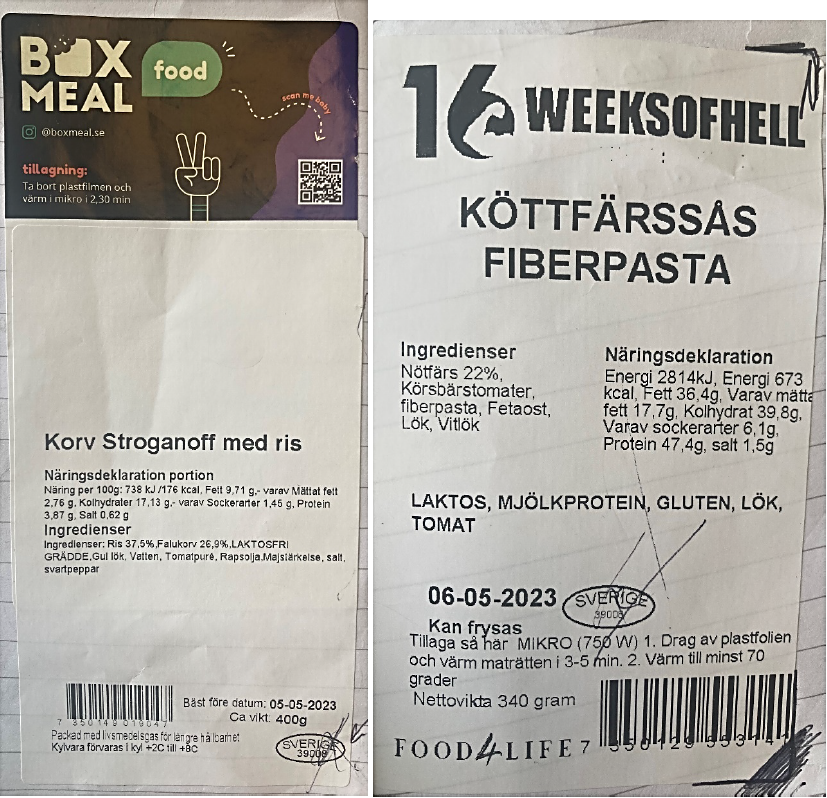 BOX
MEAL
food
scan me baby
@boxmeal.se
tillagning:
Ta bort plastfilmen och
värm i mikro i 2,30 min
Korv Stroganoff med ris
Näringsdeklaration portion
Näring per 100g: 738 kJ /176 kcal, Fett 9,71 g,- varav Mättat fett
2,76 g, Kolhydrater 17,13 g,- varav Sockerarter 1,45 g, Protein
3,87 g, Salt 0,62 g
Ingredienser
Ingredienser: Ris 37,5%,Falukorv 26,9%,LAKTOSFRI
GRÄDDE,Gul lök, Vatten, Tomatpuré, Rapsolja,Majstärkelse, salt,
svartpeppar
Bäst före datum: 05-05-2023
Ca vikt: 400g
7 350149 019047
Packad med livsmedelsgas för längre hållbarhet
Kylvara förvaras i kyl +2C till +8C
SVERIGE
39008
16 WEEKSOFHELL
KÖTTFÄRSSÅS
FIBERPASTA
Ingredienser
Nötfärs 22%,
Körsbärstomater,
fiberpasta, Fetaost,
Lök, Vitlök
Näringsdeklaration
Energi 2814kJ, Energi 673
kcal, Fett 36,4g, Varav mätta
fett 17,7g, Kolhydrat 39,8g,
Varav sockerarter 6,1g,
Protein 47,4g, salt 1,5g
LAKTOS, MJÖLKPROTEIN, GLUTEN, LÖK,
TOMAT
06-05-2023
SVERIGE
39008
Kan frysas
Tillaga så här MIKRO (750 W) 1. Drag av plastfolien
och värm maträtten i 3-5 min. 2. Värm till minst 70
grader
Nettovikta 340 gram
FOOD4LIFE